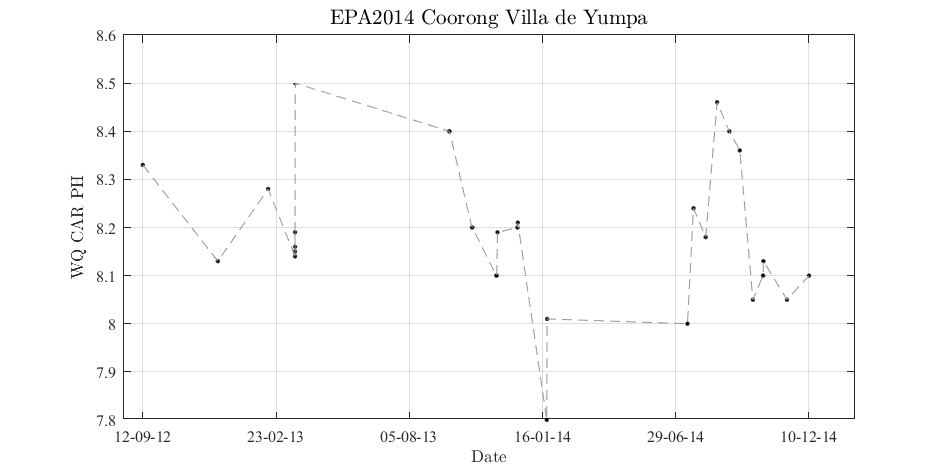 EPA2014 Coorong Villa de Yumpa
8.6
8.5
8.4
8.3
8.2
8.1
8
7.9
7.8
WQ CAR PH
12-09-12 23-02-13 05-08-13 16-01-14 29-06-14 10-12-14
Date